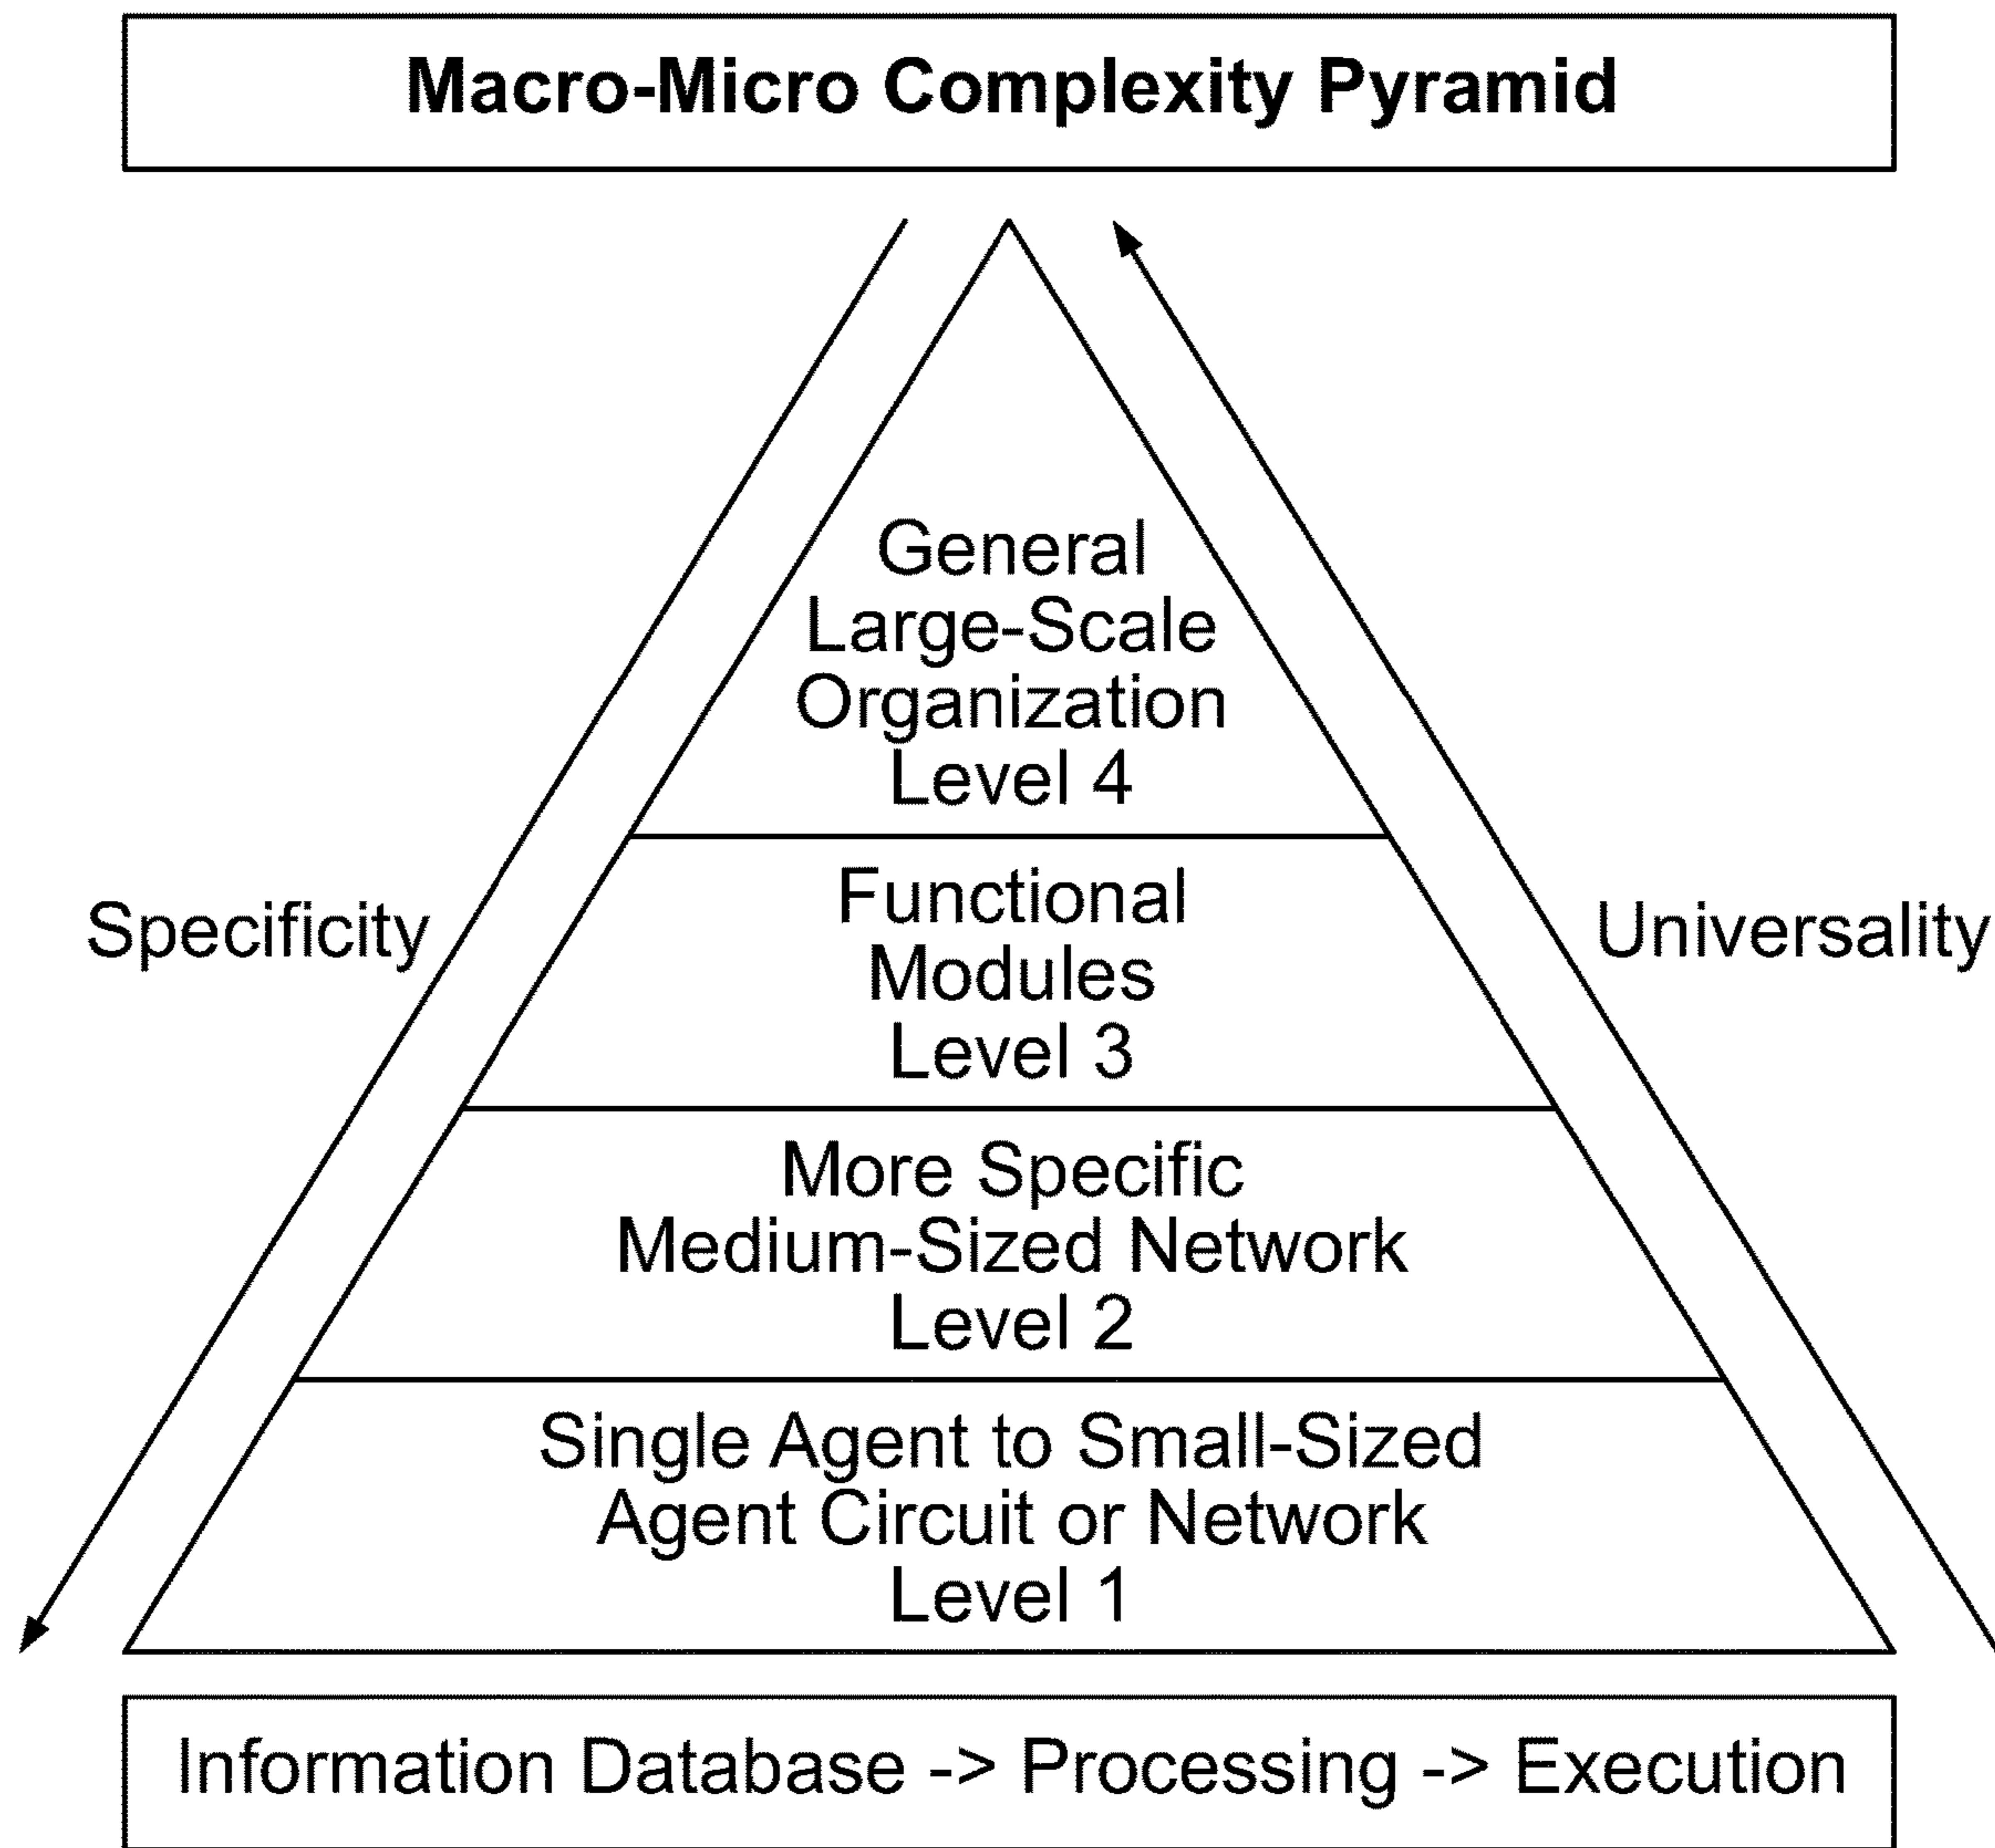 Macro-Micro Complexity Pyramid
General
Large-Scale
Organization
Level 4
Functional
Modules
Level 3
Specificity
Universality
More Specific
Medium-Sized Network
Level 2
Single Agent to Small-Sized
Agent Circuit or Network
Level 1
Information Database -> Processing -> Execution